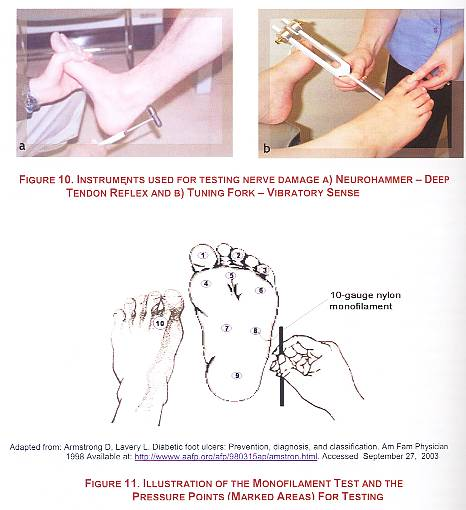 a
b
FIGURE 10. INSTRUMENTS USED FOR TESTING NERVE DAMAGE A) NEUROHAMMER – DEEP
TENDON REFLEX AND B) TUNING FORK – VIBRATORY SENSE
1
2
3
4
5
6
7
8
9
10
10-gauge nylon
monofilament
Adapted from: Armstrong D, Lavery L. Diabetic foot ulcers: Prevention, diagnosis, and classification. Am Fam Physician
1998 Available at: http://wwww.aafp.org/afp/980315ap/amstron.html. Accessed September 27, 2003
FIGURE 11. ILLUSTRATION OF THE MONOFILAMENT TEST AND THE
PRESSURE POINTS (MARKED AREAS) FOR TESTING